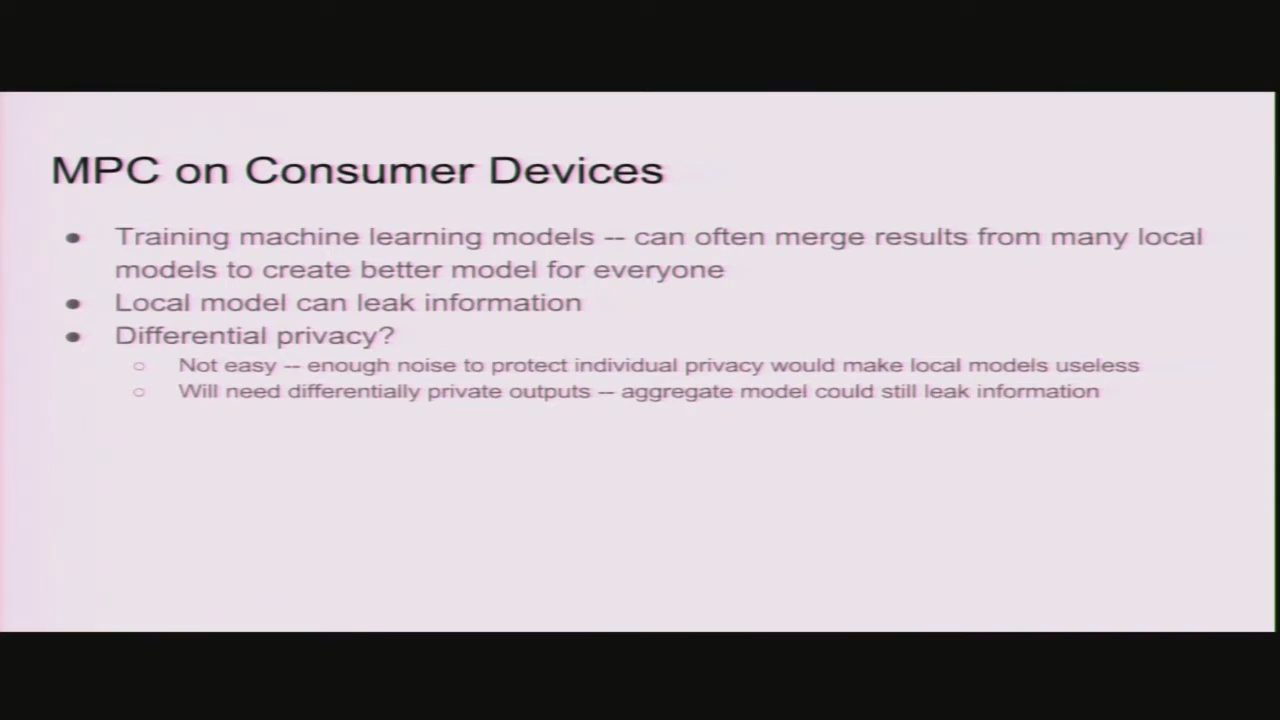 MPC on Consumer Devices
● Training machine learning models -- can often merge results from many local
models to create better model for everyone
● Local model can leak information
● Differential privacy?
○ Not easy -- enough noise to protect individual privacy would make local models useless
○ Will need differentially private outputs -- aggregate model could still leak information